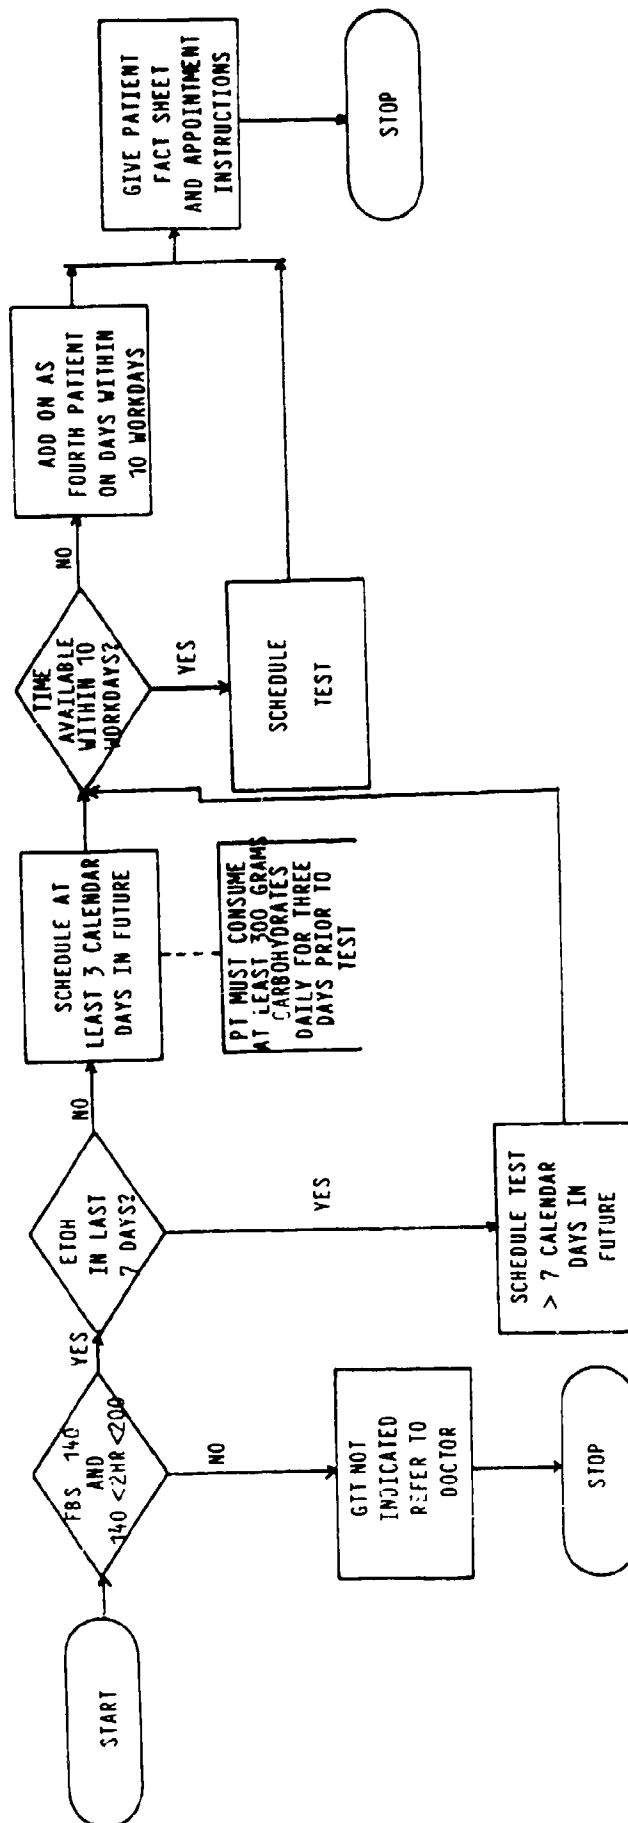 START
FBS 140
AND
140 <2HR <200
YES
NO
GTT NOT
INDICATED
REFER TO
DOCTOR
STOP
ETOH
IN LAST
7 DAYS?
NO
YES
SCHEDULE TEST
> 7 CALENDAR
DAYS IN
FUTURE
SCHEDULE AT
LEAST 3 CALENDAR
DAYS IN FUTURE
PT MUST CONSUME
AT LEAST 300 GRAMS
CARBOHYDRATES
DAILY FOR THREE
DAYS PRIOR TO
TEST
TIME
AVAILABLE
WITHIN 10
WORKDAYS?
NO
YES
SCHEDULE
TEST
ADD ON AS
FOURTH PATIENT
ON DAYS WITHIN
10 WORKDAYS
GIVE PATIENT
FACT SHEET
AND APPOINTMENT
INSTRUCTIONS
STOP